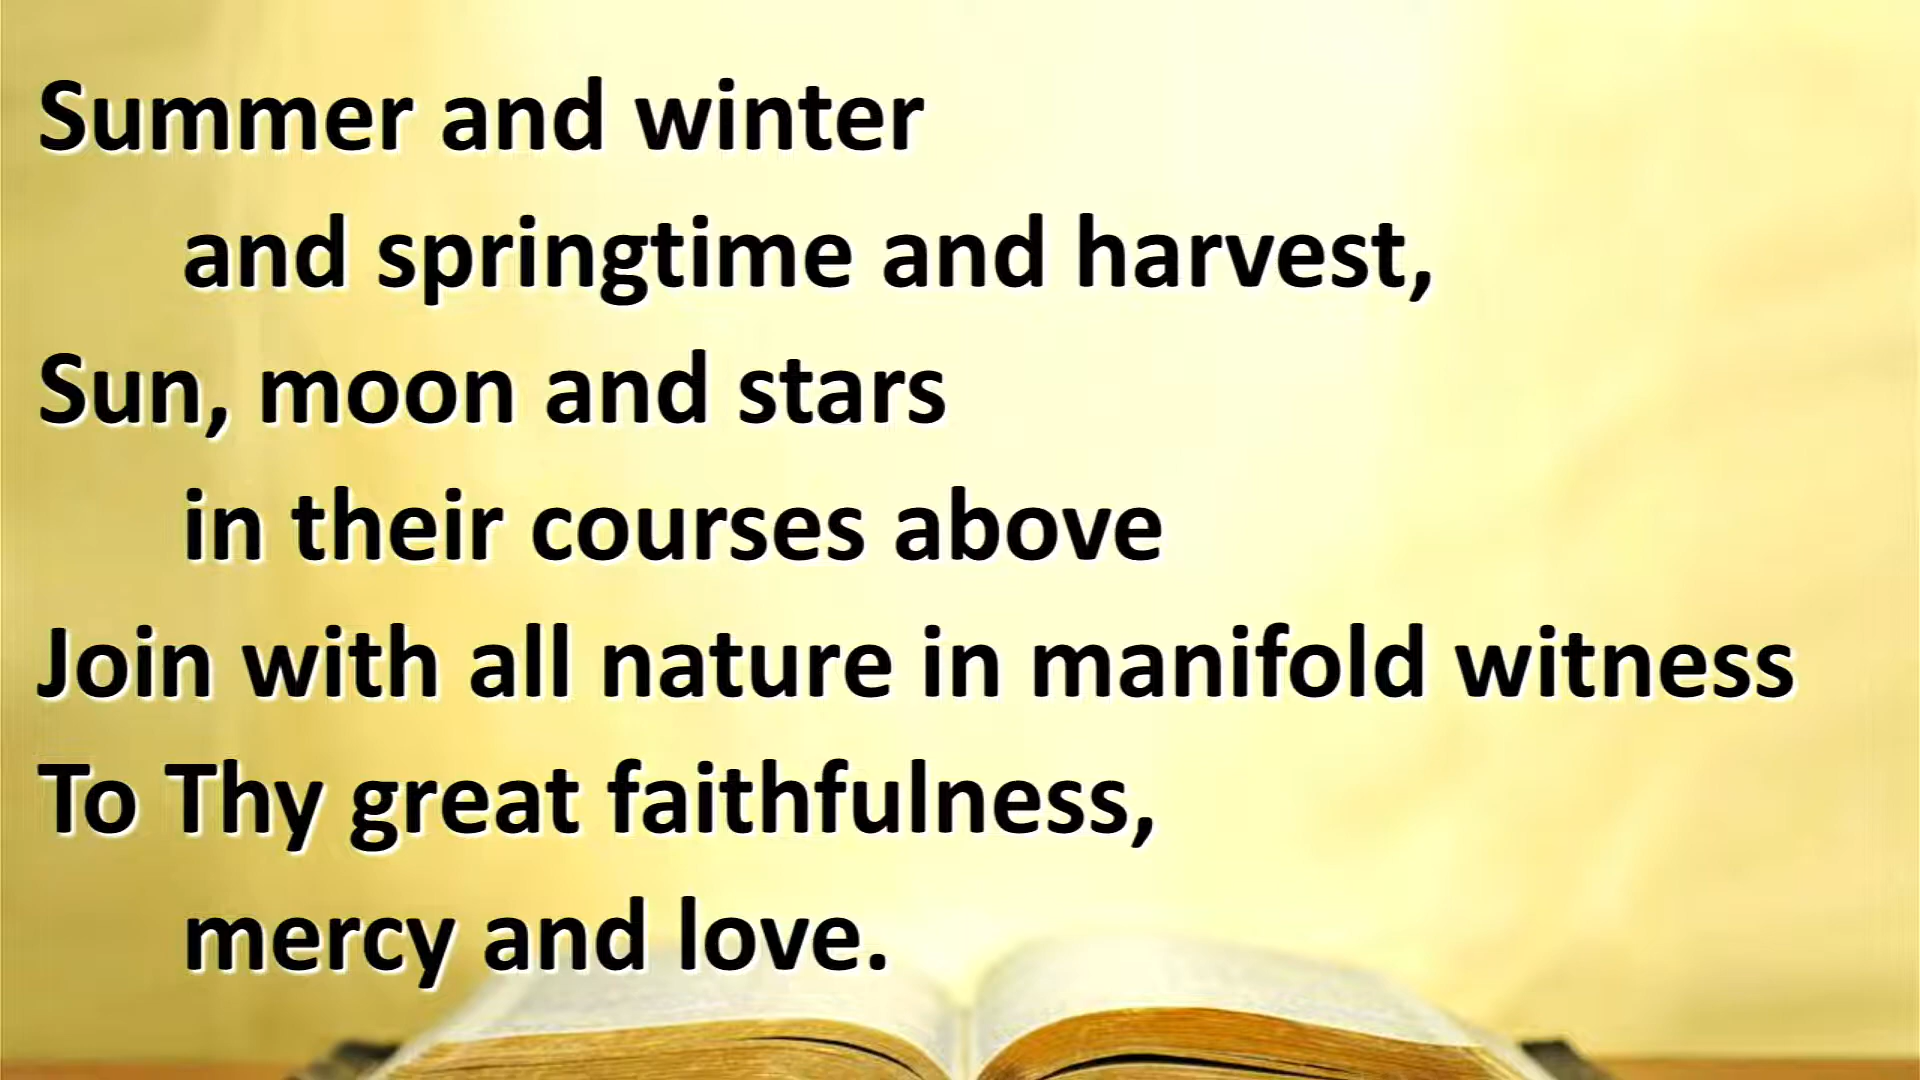 Summer and winter
and springtime and harvest,
Sun, moon and stars
in their courses above
Join with all nature in manifold witness
To Thy great faithfulness,
mercy and love.